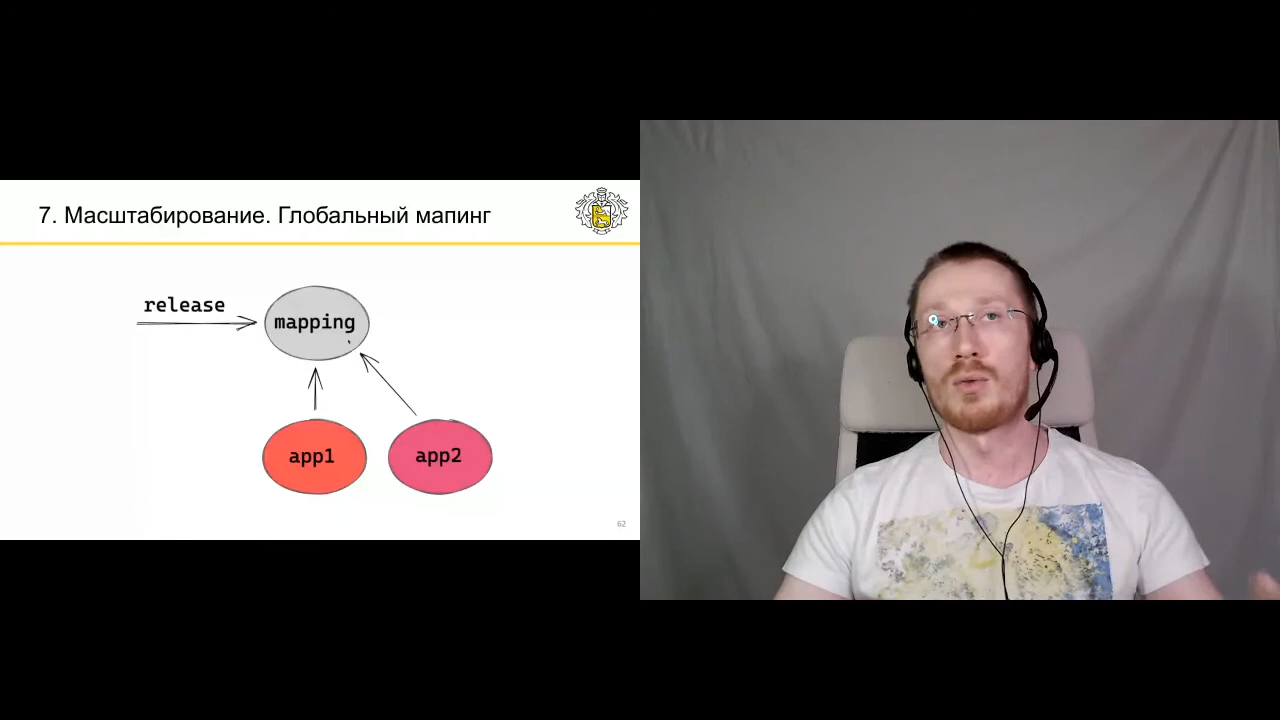 7. Масштабирование. Глобальный мапинг
release
mapping
app1
app2
62